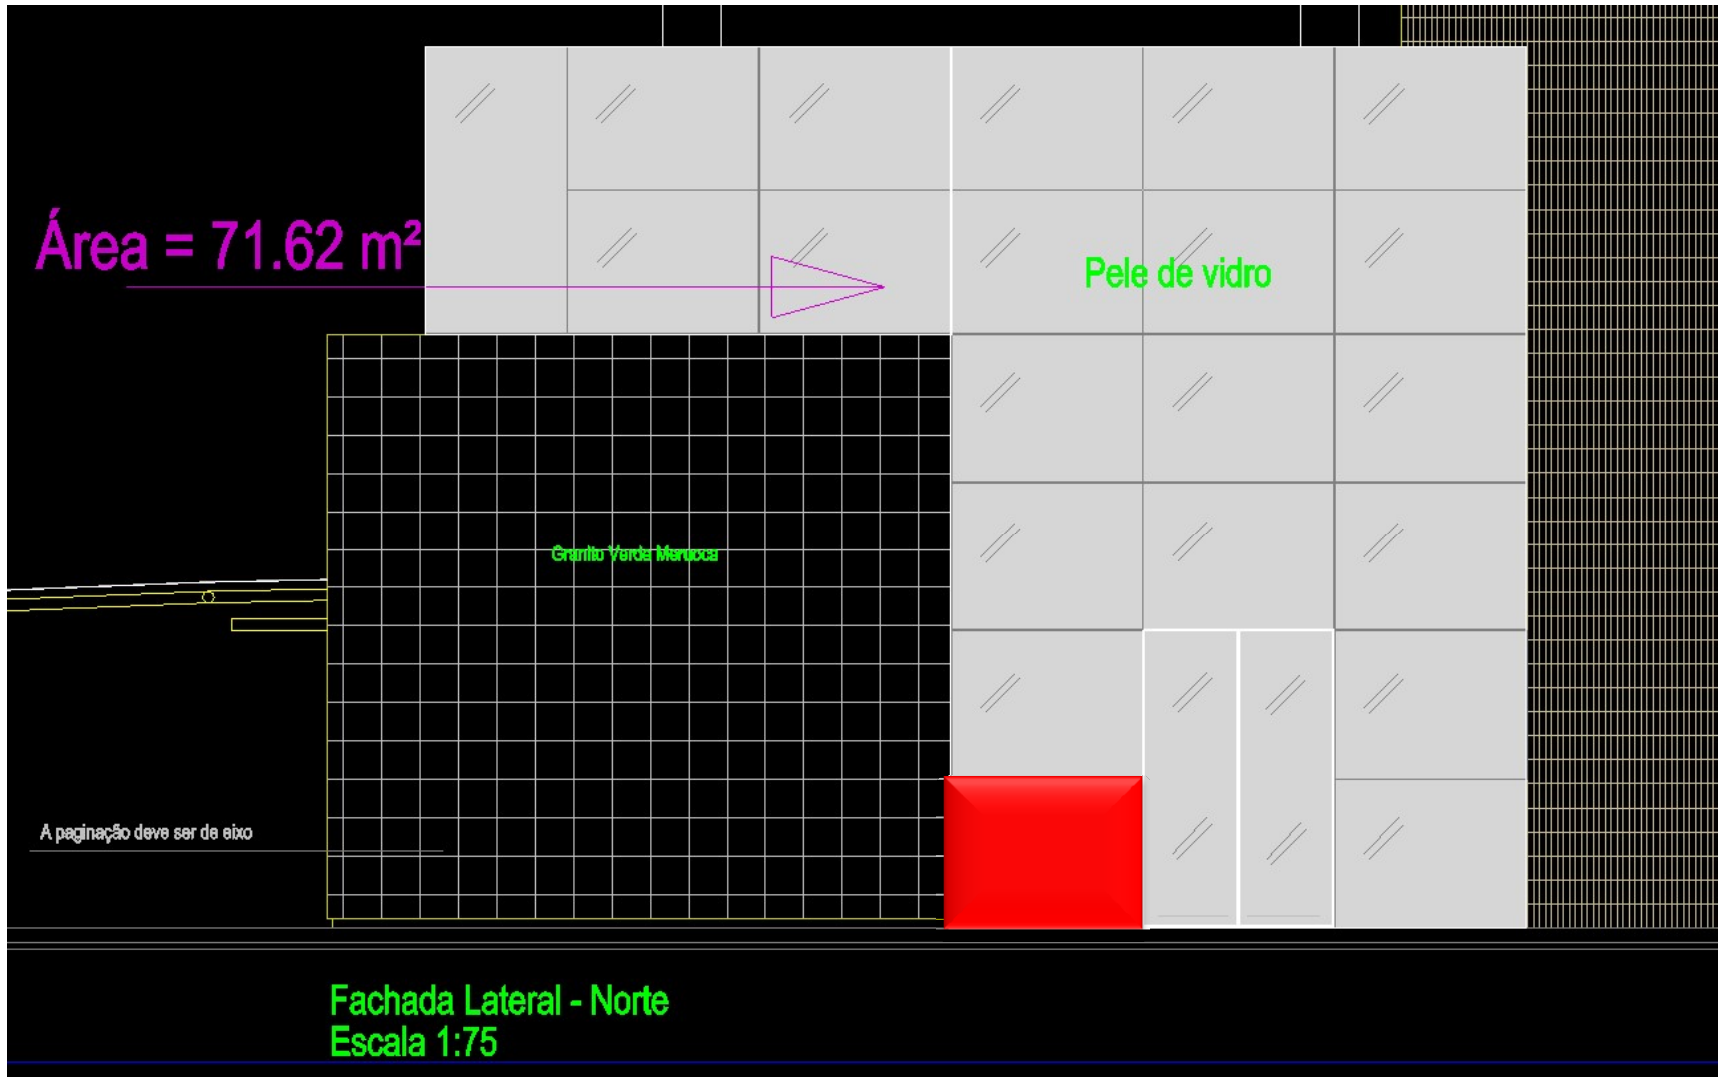 Área = 71.62 m²
Pele de vidro
Granito Verde Meruoca
A paginação deve ser de eixo
Fachada Lateral - Norte
Escala 1:75